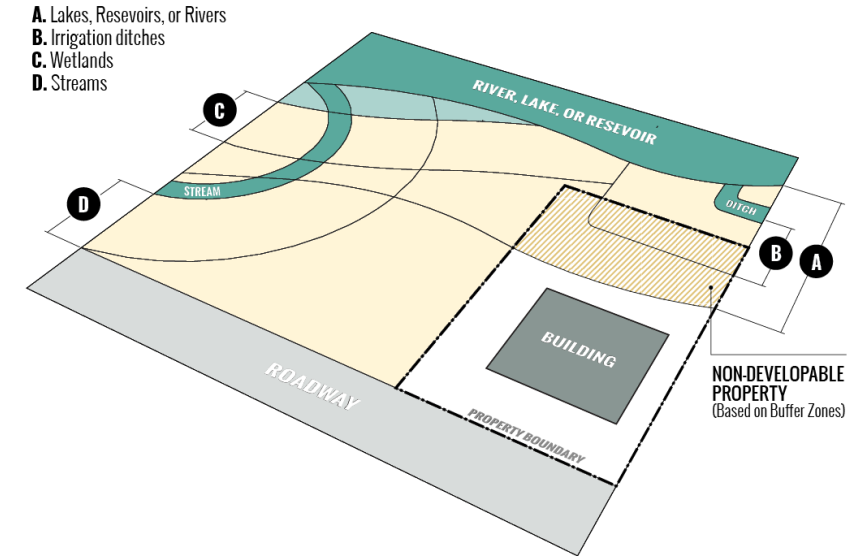 A. Lakes, Resevoirs, or Rivers
B. Irrigation ditches
C. Wetlands
D. Streams
RIVER, LAKE, OR RESEVOIR
C
STREAM
D
DITCH
B
A
BUILDING
ROADWAY
NON-DEVELOPABLE
PROPERTY
(Based on Buffer Zones)
PROPERTY BOUNDARY